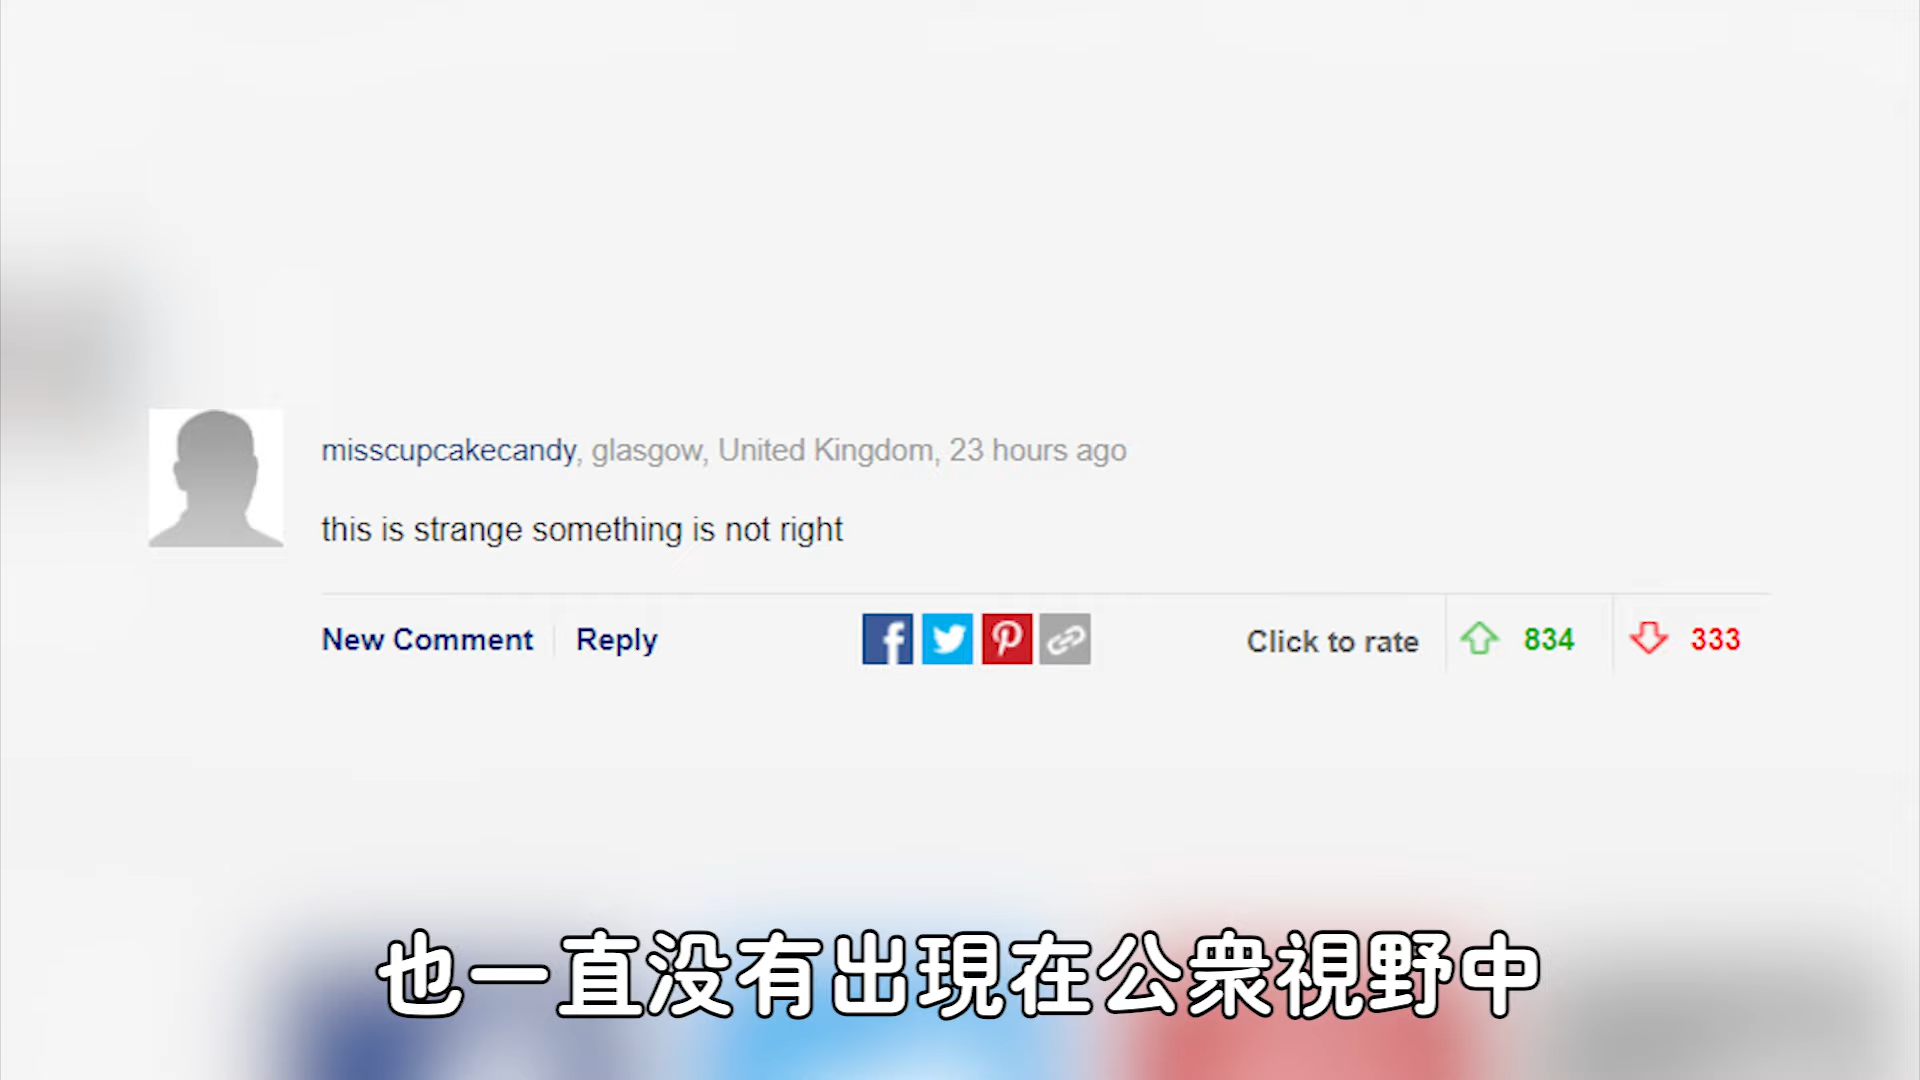 misscupcakecandy, glasgow, United Kingdom, 23 hours ago
this is strange something is not right
New Comment Reply Click to rate 834 333
也一直没有出現在公衆視野中